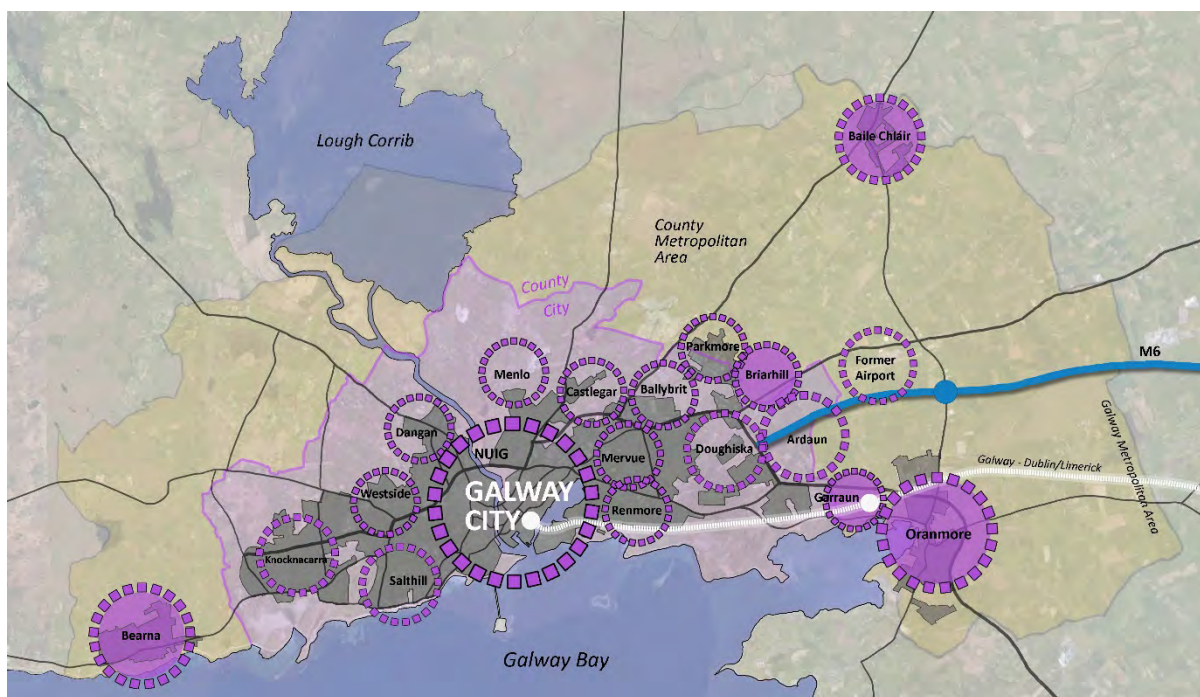 Lough Corrib
Baile Chláir
County
Metropolitan
Area
County
City
Parkmore
Former
Airport
M6
Menlo
Briarhill
Castlegar
Ballybrit
Dangan
Ardaun
NUIG
Mervue
Doughiska
Galway - Dublin/Limerick
Galway Metropolitan Area
GALWAY
CITY
Westside
Garraun
Renmore
Oranmore
Knocknacarra
Salthill
Bearna
Galway Bay